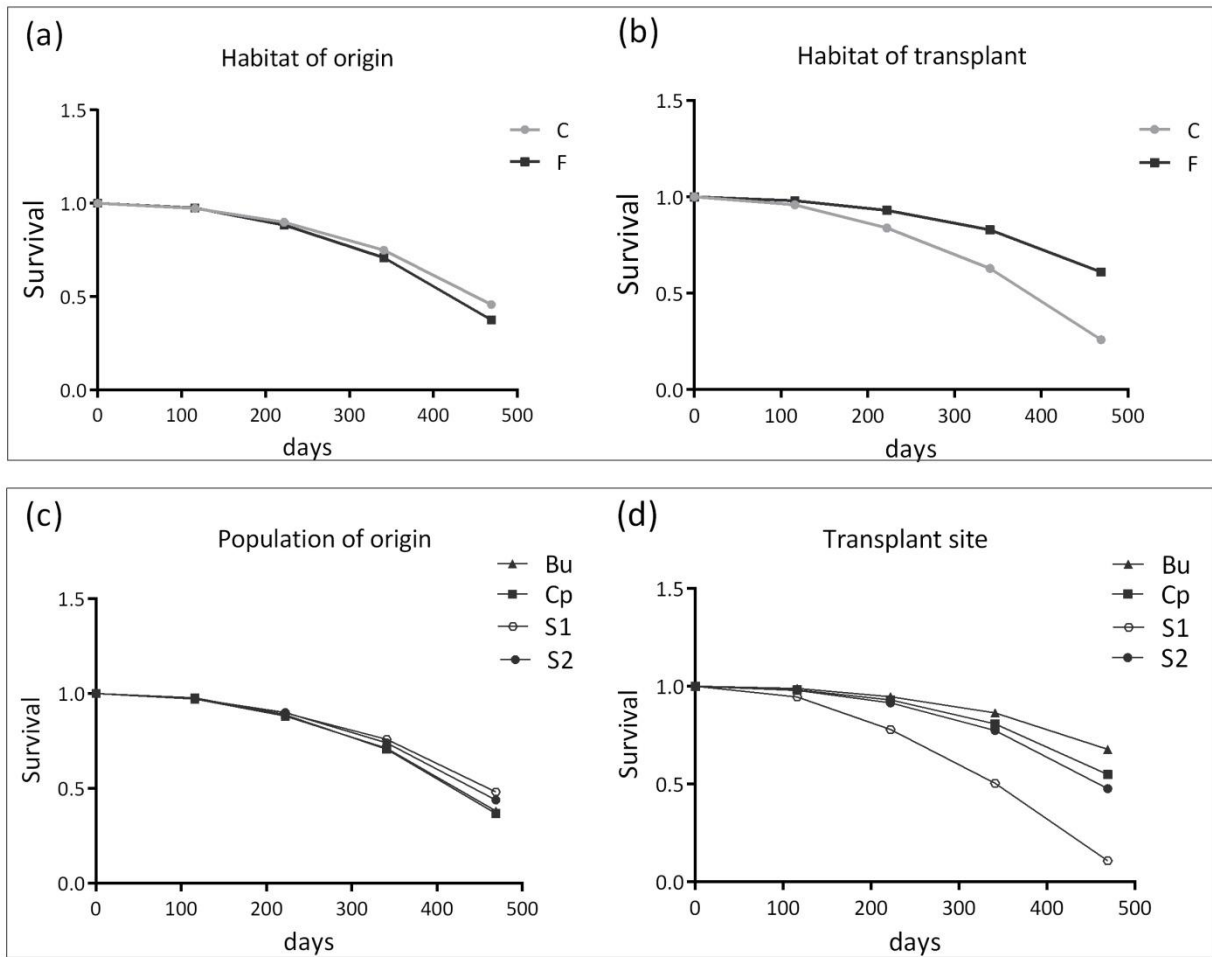 (a)
Habitat of origin
C
F
1.5
1.0
0.5
0.0
Survival
0 100 200 300 400 500
days
(b)
Habitat of transplant
C
F
1.5
1.0
0.5
0.0
Survival
0 100 200 300 400 500
days
(c)
Population of origin
Bu
Cp
S1
S2
1.5
1.0
0.5
0.0
Survival
0 100 200 300 400 500
days
(d)
Transplant site
Bu
Cp
S1
S2
1.5
1.0
0.5
0.0
Survival
0 100 200 300 400 500
days